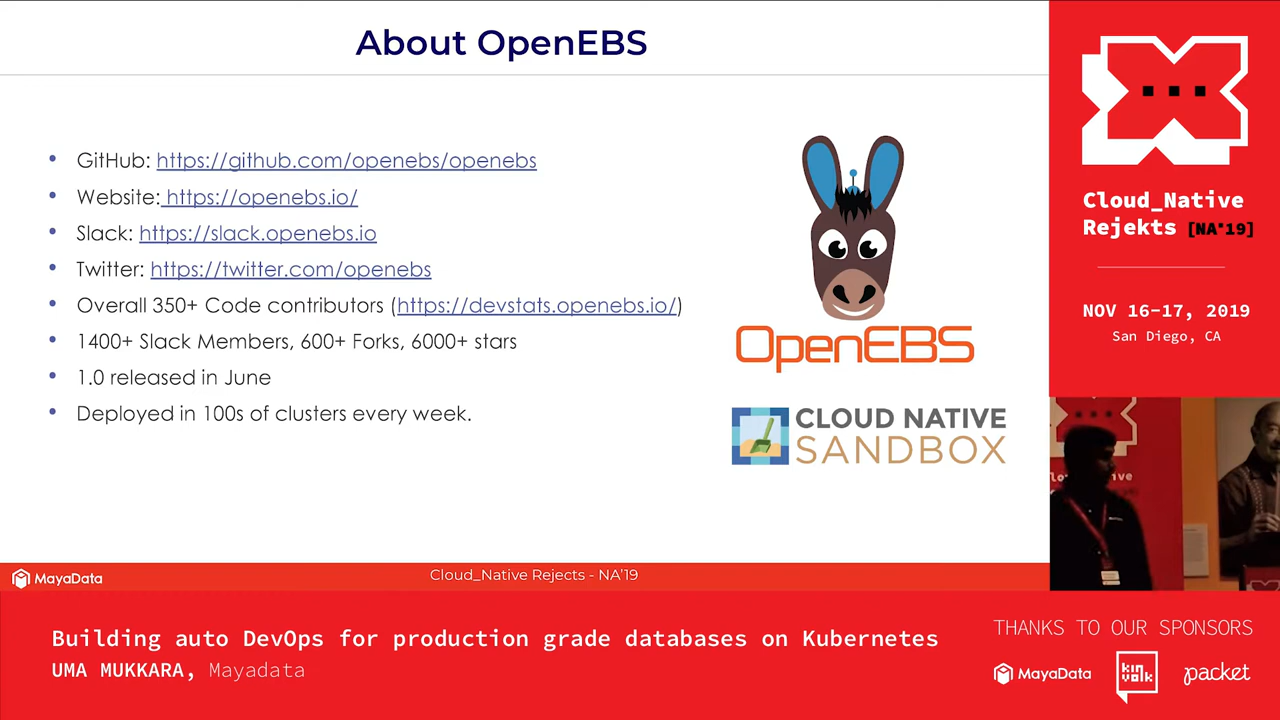 About OpenEBS
• GitHub: https://github.com/openebs/openebs
• Website: https://openebs.io/
• Slack: https://slack.openebs.io
• Twitter: https://twitter.com/openebs
• Overall 350+ Code contributors (https://devstats.openebs.io/)
• 1400+ Slack Members, 600+ Forks, 6000+ stars
• 1.0 released in June
• Deployed in 100s of clusters every week.
OpenEBS
CLOUD NATIVE
SANDBOX
MayaData
Cloud_Native Rejects - NA'19
Cloud_Native
Rejekts [NA'19]
NOV 16-17, 2019
San Diego, CA
Building auto DevOps for production grade databases on Kubernetes
UMA MUKKARA, Mayadata
THANKS TO OUR SPONSORS
MayaData
kinvolk
packet